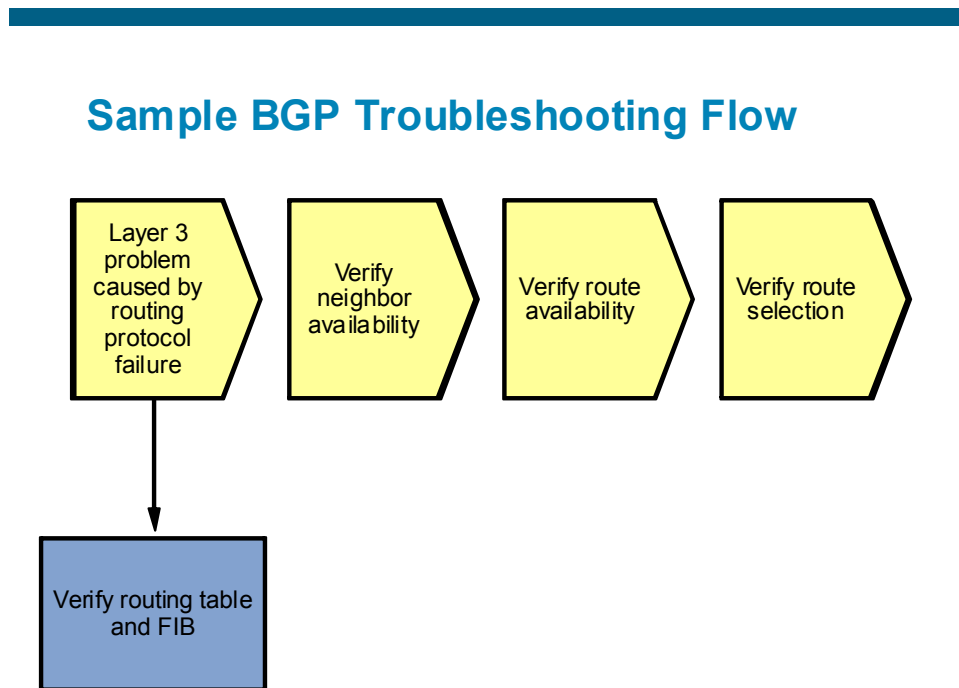 Sample BGP Troubleshooting Flow
Layer 3
problem
caused by
routing
protocol
failure
Verify
neighbor
availability
Verify route
availability
Verify route
selection
Verify routing table
and FIB